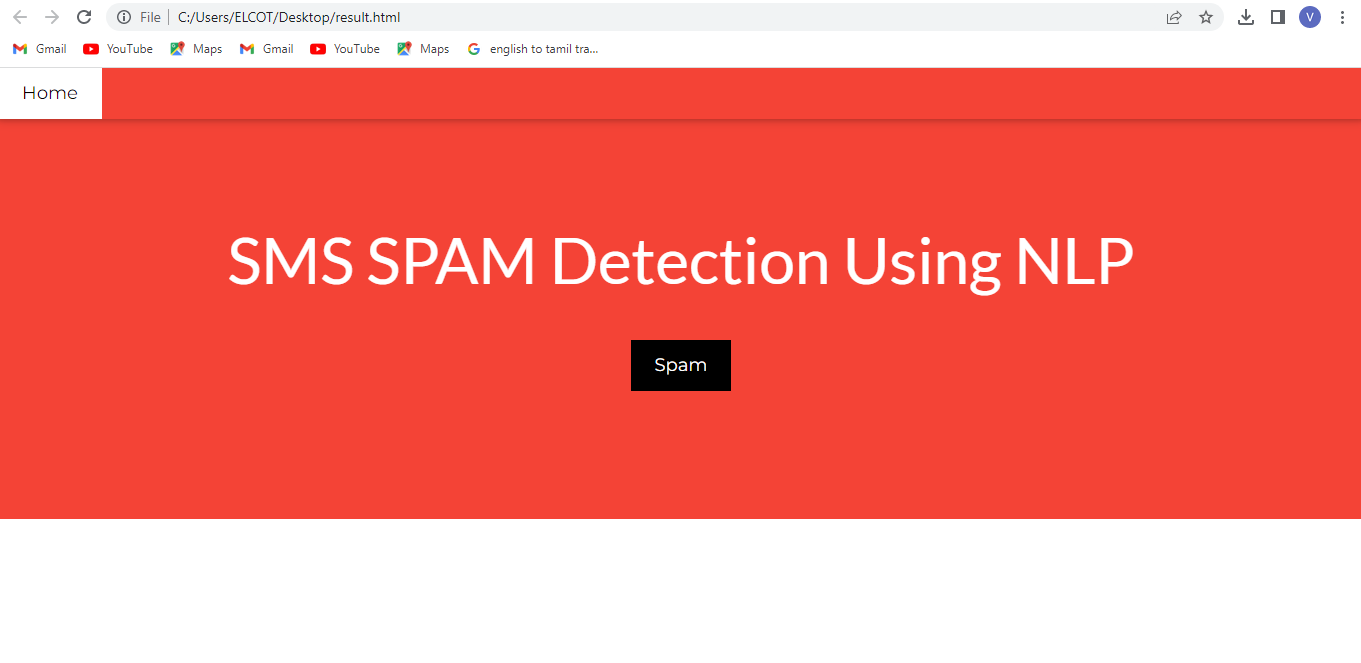 File C:/Users/ELCOT/Desktop/result.html V
Gmail YouTube Maps Gmail YouTube Maps english to tamil tra...
Home
SMS SPAM Detection Using NLP
Spam